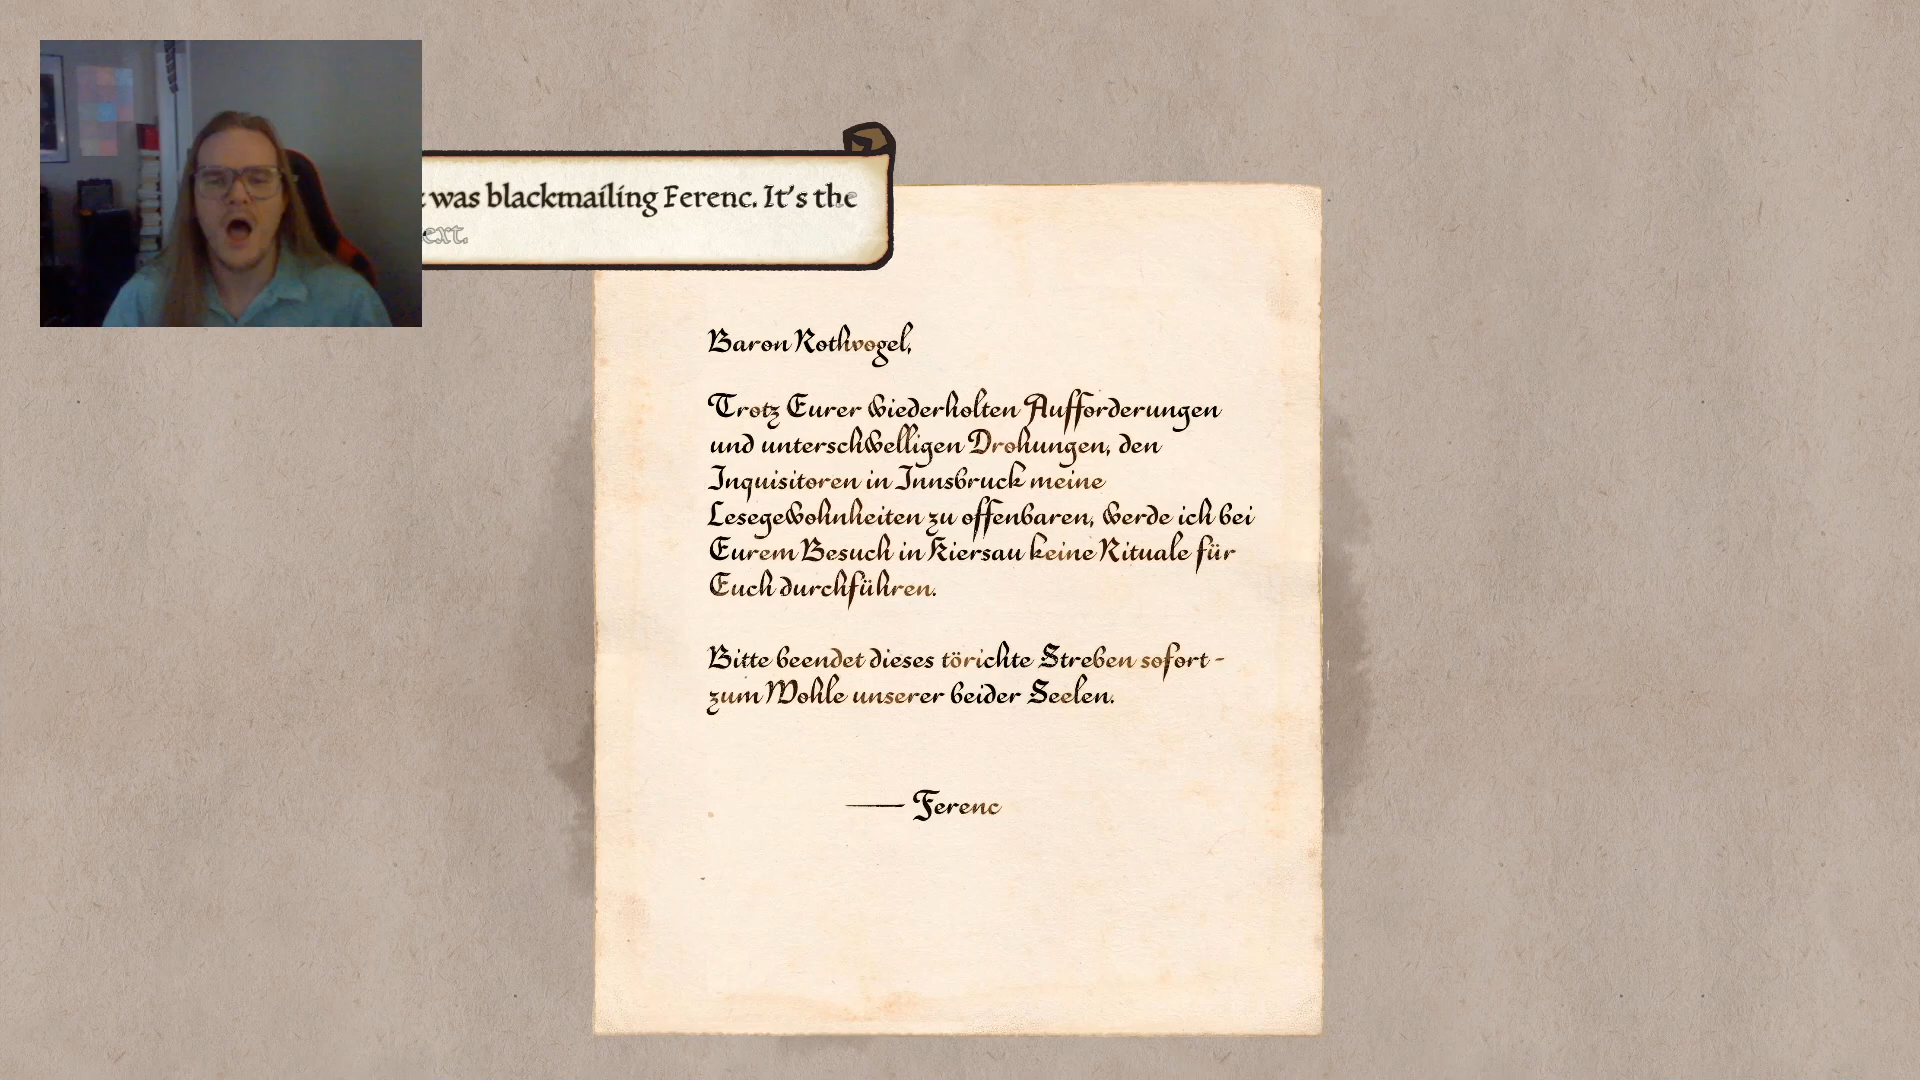 was blackmailing Ferenc. It's the
Baron Rothvogel,
Trotz Eurer wiederholten Aufforderungen
und unterschwelligen Drohungen, den
Inquisitoren in Innsbruck meine
Lesegewohnheiten zu offenbaren, werde ich bei
Eurem Besuch in Kiersau keine Rituale für
Euch durchführen.
Bitte beendet dieses törichte Streben sofort -
zum Wohle unserer beider Seelen.
— Ferenc